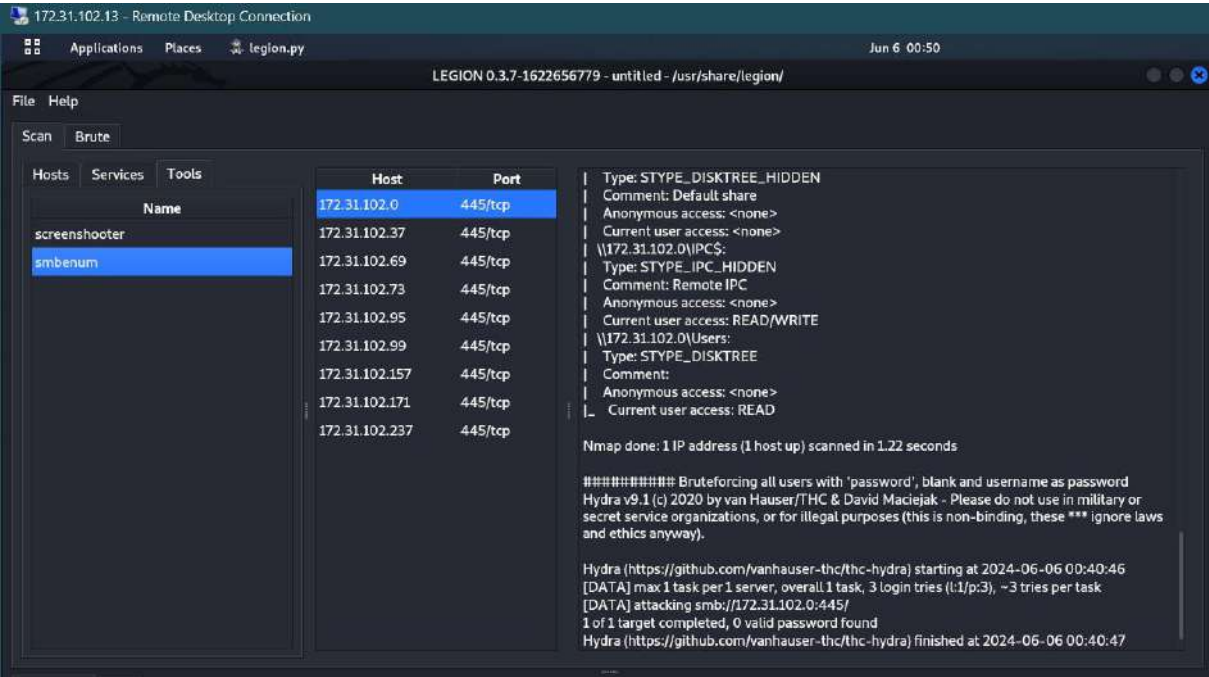 172.31.102.13 - Remote Desktop Connection
Applications Places legion.py Jun 6 00:50
LEGION 0.3.7-1622656779 - untitled - /usr/share/legion/
File Help
Scan Brute
Hosts Services Tools
Name
screenshooter
smbenum
Host Port
172.31.102.0 445/tcp
172.31.102.37 445/tcp
172.31.102.69 445/tcp
172.31.102.73 445/tcp
172.31.102.95 445/tcp
172.31.102.99 445/tcp
172.31.102.157 445/tcp
172.31.102.171 445/tcp
172.31.102.237 445/tcp
| Type: STYPE_DISKTREE_HIDDEN
| Comment: Default share
| Anonymous access: <none>
| Current user access: <none>
| \\172.31.102.0\IPC$:
| Type: STYPE_IPC_HIDDEN
| Comment: Remote IPC
| Anonymous access: <none>
| Current user access: READ/WRITE
| \\172.31.102.0\Users:
| Type: STYPE_DISKTREE
| Comment:
| Anonymous access: <none>
|_ Current user access: READ
Nmap done: 1 IP address (1 host up) scanned in 1.22 seconds
########## Bruteforcing all users with 'password', blank and username as password
Hydra v9.1 (c) 2020 by van Hauser/THC & David Maciejak - Please do not use in military or
secret service organizations, or for illegal purposes (this is non-binding, these *** ignore laws
and ethics anyway).
Hydra (https://github.com/vanhauser-thc/thc-hydra) starting at 2024-06-06 00:40:46
[DATA] max 1 task per 1 server, overall 1 task, 3 login tries (l:1/p:3), ~3 tries per task
[DATA] attacking smb://172.31.102.0:445/
1 of 1 target completed, 0 valid password found
Hydra (https://github.com/vanhauser-thc/thc-hydra) finished at 2024-06-06 00:40:47